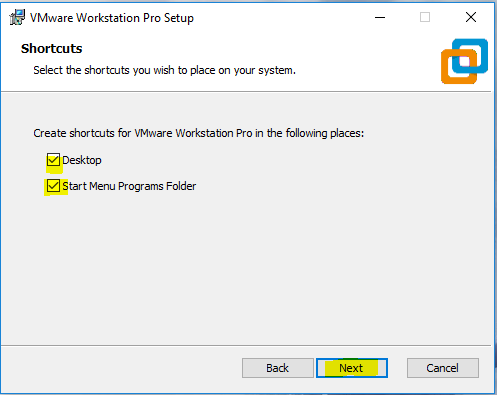 VMware Workstation Pro Setup
Shortcuts
Select the shortcuts you wish to place on your system.
Create shortcuts for VMware Workstation Pro in the following places:
Desktop
Start Menu Programs Folder
Back
Next
Cancel